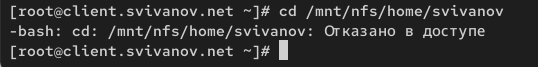 [root@client.svivanov.net ~]# cd /mnt/nfs/home/svivanov
-bash: cd: /mnt/nfs/home/svivanov: Отказано в доступе
[root@client.svivanov.net ~]#